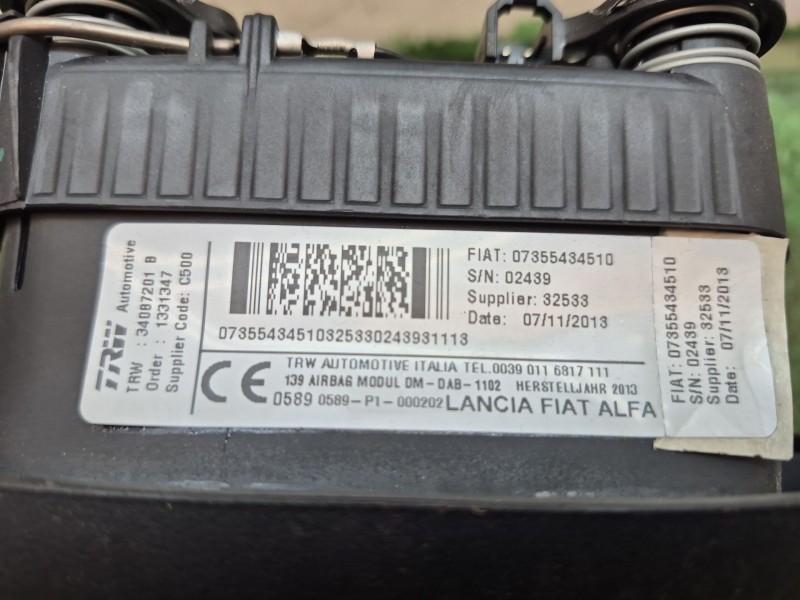 TRW Automotive
TRW : 34087201 B
Order : 1331347
Supplier Code: C500
07355434510325330243931113
FIAT: 07355434510
S/N: 02439
Supplier: 32533
Date: 07/11/2013
TRW AUTOMOTIVE ITALIA TEL.0039 011 6817 111
139 AIRBAG MODUL DM-DAB-1102 HERSTELLJAHR 2013
CE 0589 0589-P1-000202 LANCIA FIAT ALFA
FIAT: 07355434510
S/N: 02439
Supplier: 32533
Date: 07/11/2013